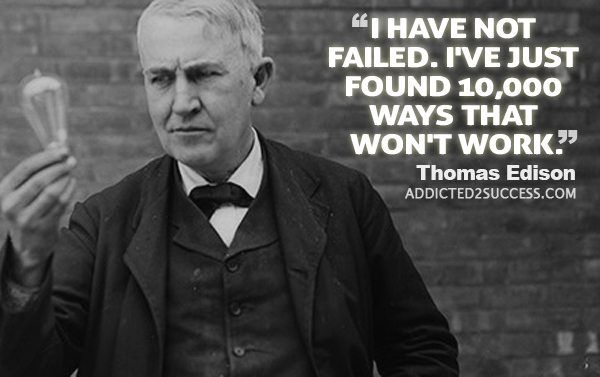 “I HAVE NOT
FAILED. I'VE JUST
FOUND 10,000
WAYS THAT
WON'T WORK.”
Thomas Edison
ADDICTED2SUCCESS.COM